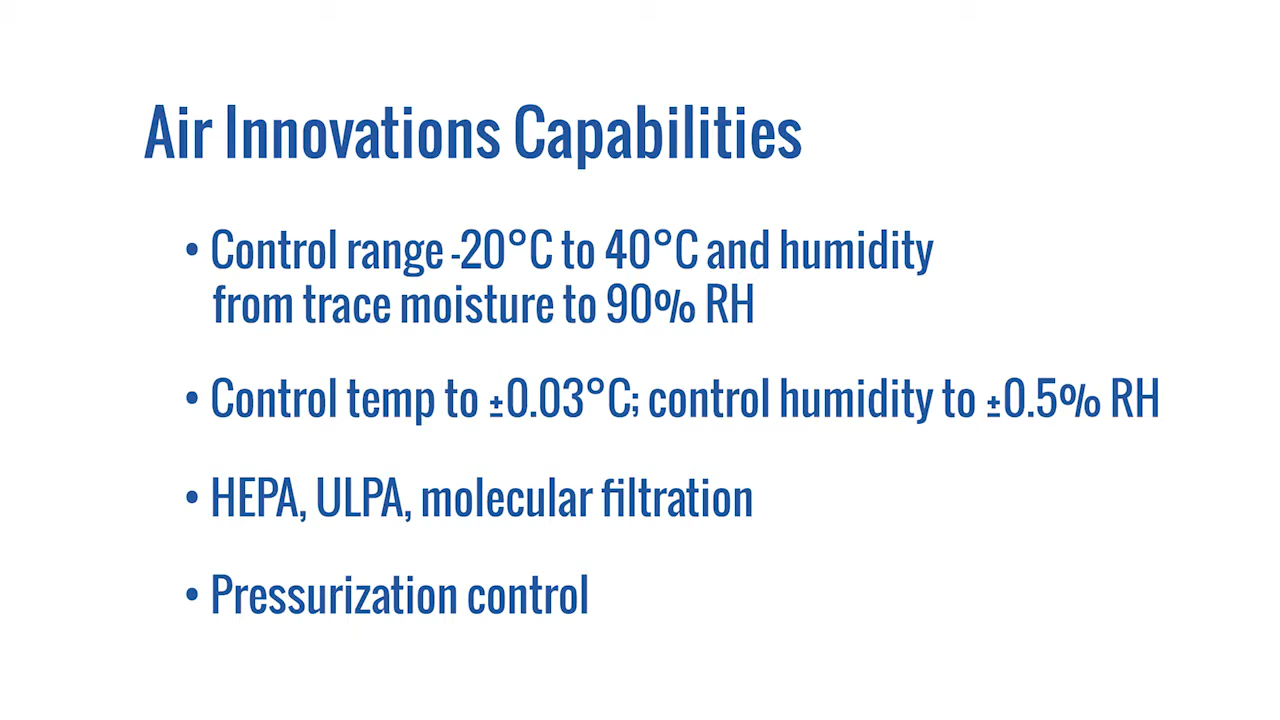 Air Innovations Capabilities
• Control range -20°C to 40°C and humidity
from trace moisture to 90% RH
• Control temp to ±0.03°C; control humidity to ±0.5% RH
• HEPA, ULPA, molecular filtration
• Pressurization control